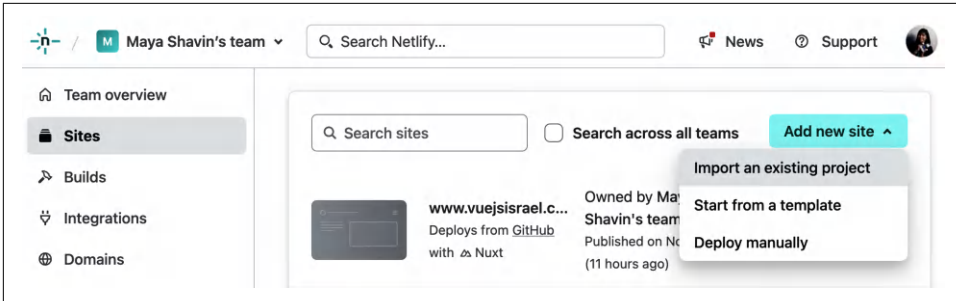 n / M Maya Shavin's team Search Netlify... News Support
Team overview
Sites
Builds
Integrations
Domains
Search sites Search across all teams Add new site
Import an existing project
Start from a template
Deploy manually
www.vuejsisrael.c...
Deploys from GitHub
with Nuxt
Owned by
Shavin's team
Published on
(11 hours ago)